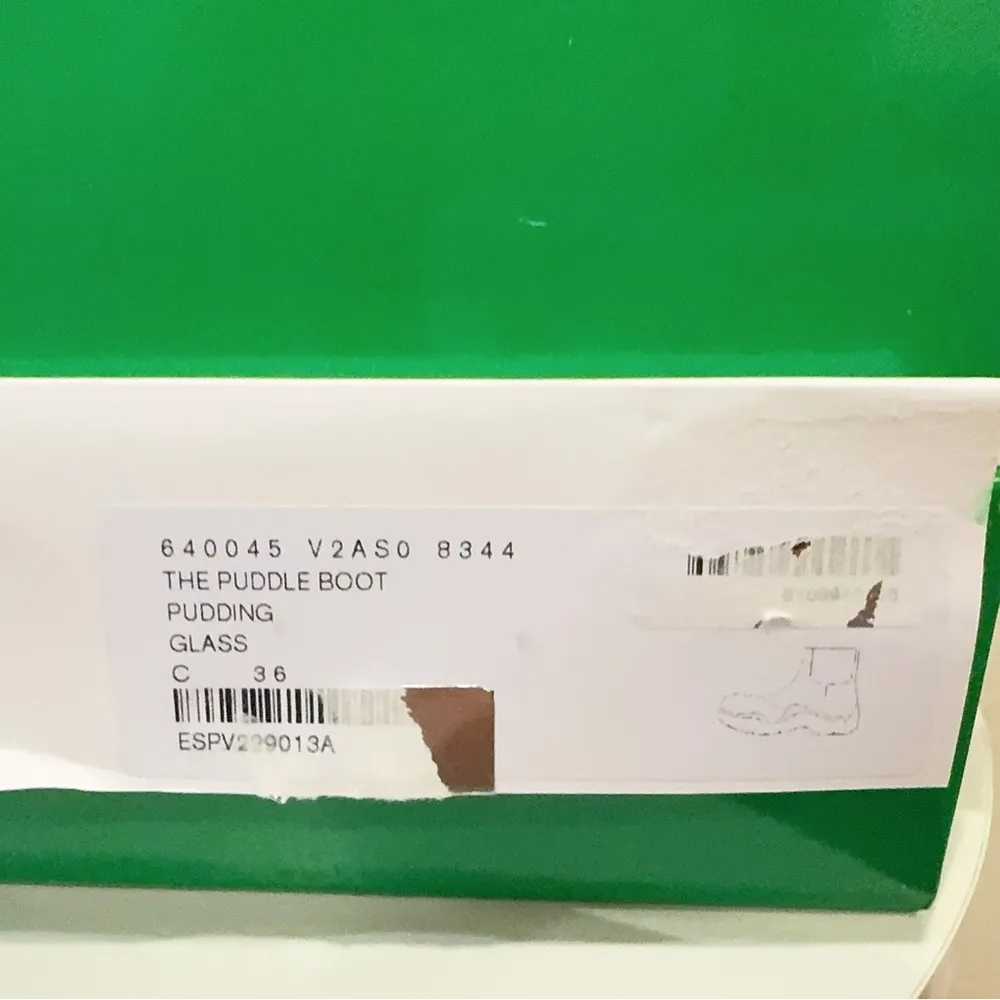 640045 V2AS0 8344
THE PUDDLE BOOT
PUDDING
GLASS
C 36